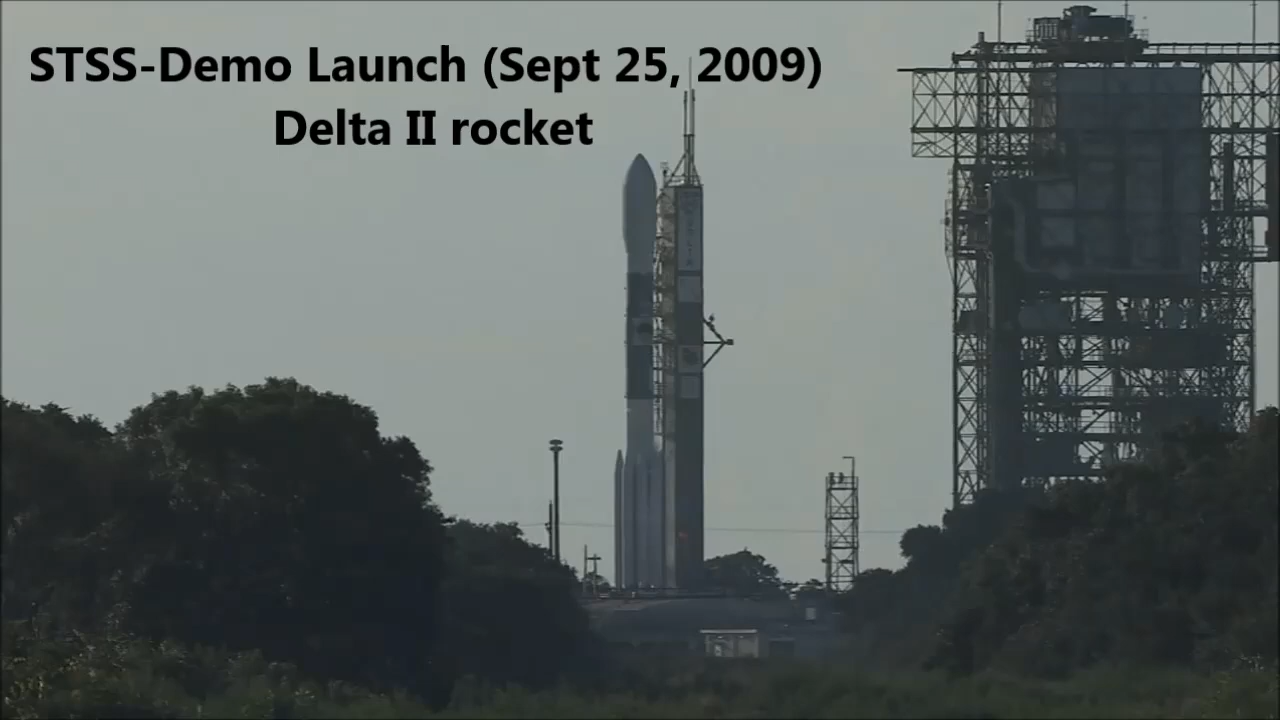 STSS-Demo Launch (Sept 25, 2009)
Delta II rocket